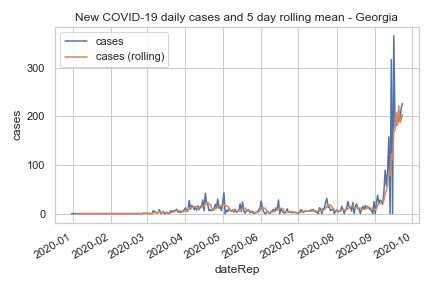 New COVID-19 daily cases and 5 day rolling mean - Georgia
cases
cases (rolling)
300
200
100
0
cases
2020-01
2020-02
2020-03
2020-04
2020-05
2020-06
2020-07
2020-08
2020-09
2020-10
dateRep